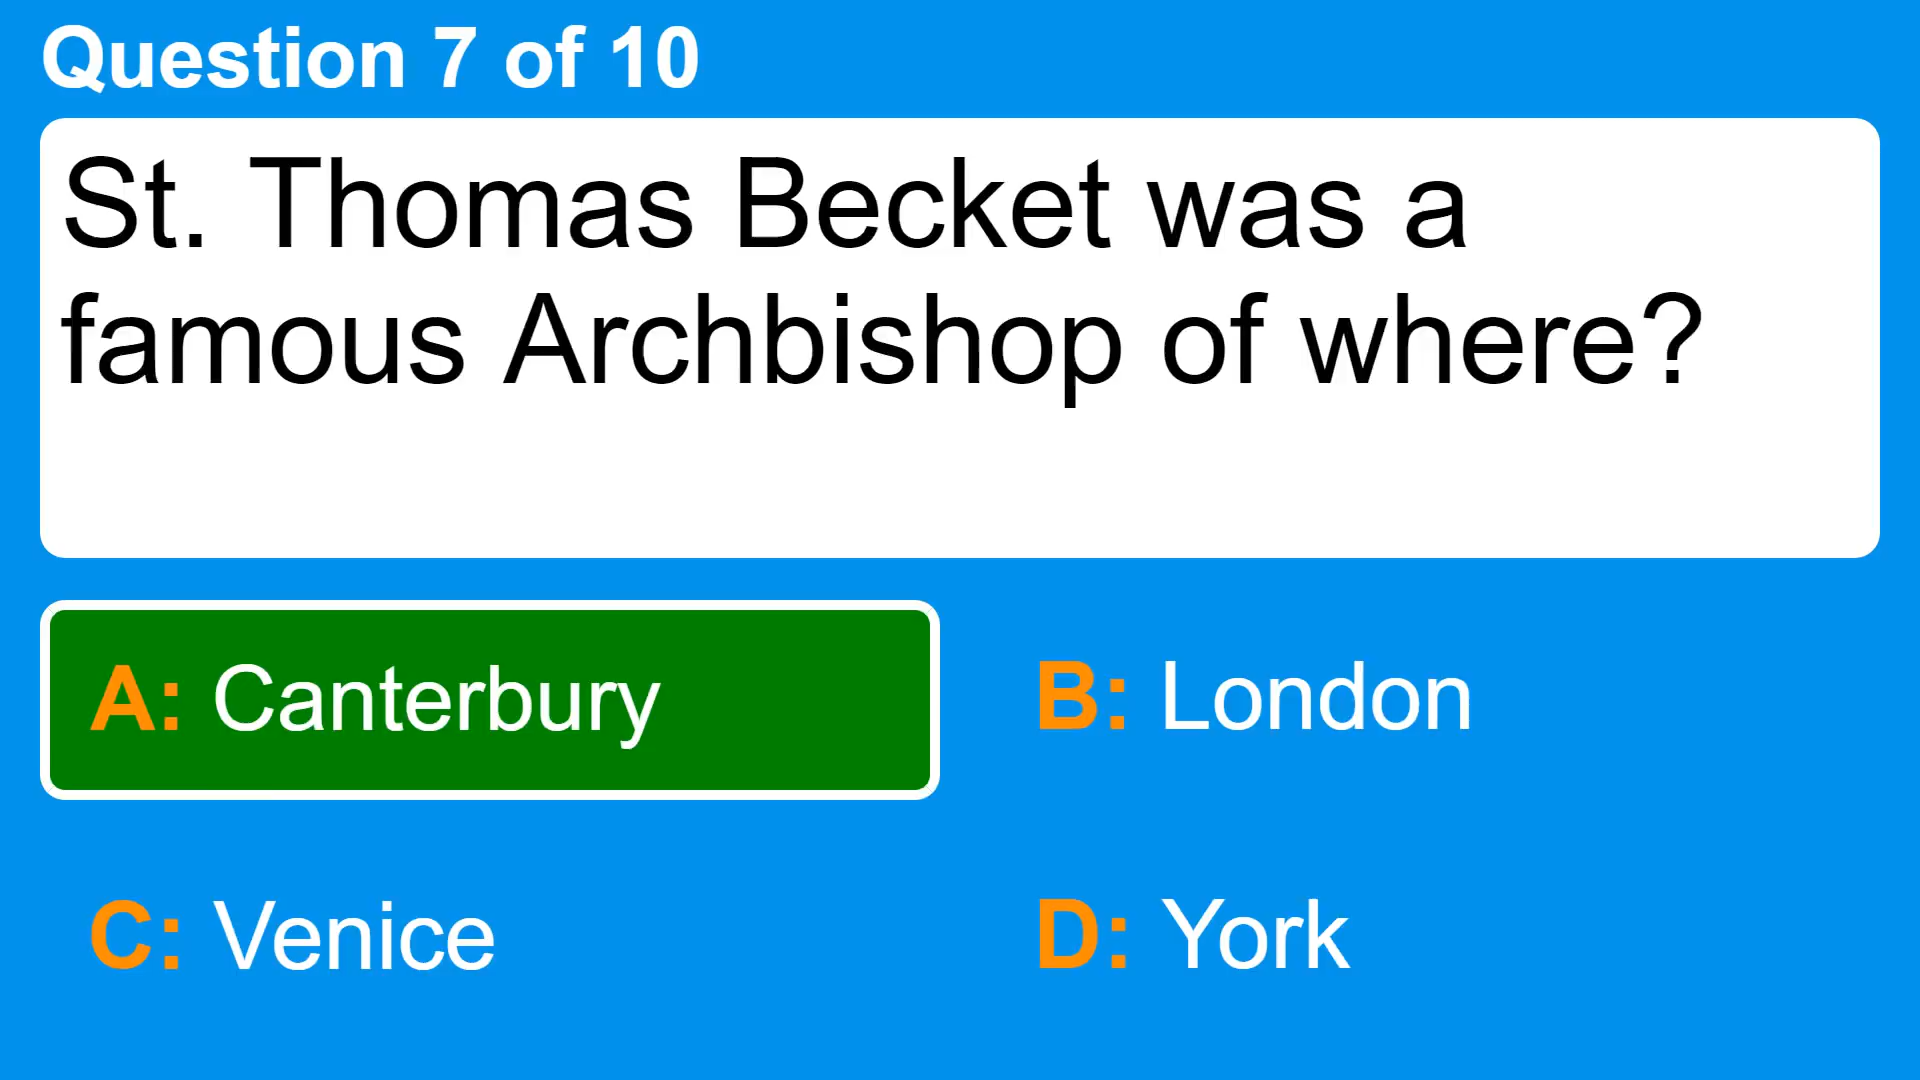 Question 7 of 10
St. Thomas Becket was a
famous Archbishop of where?
A: Canterbury
B: London
C: Venice
D: York